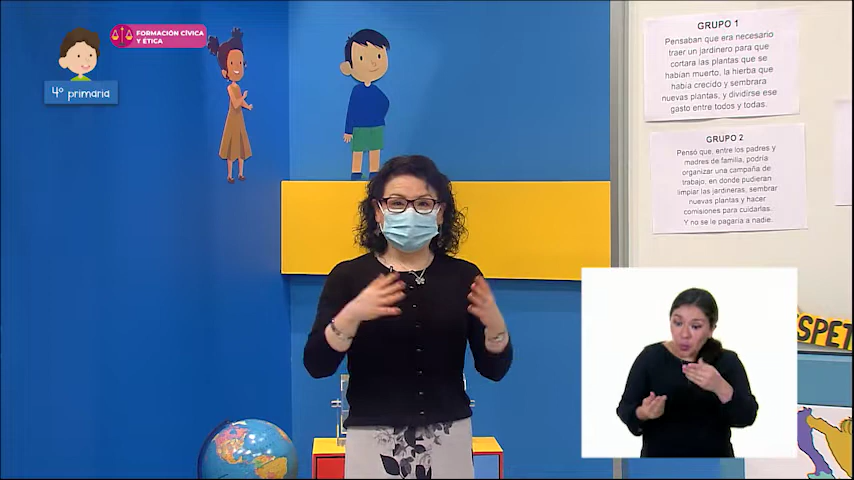 FORMACIÓN CÍVICA
Y ÉTICA
4º primaria
GRUPO 1
Pensaban que era necesario
traer un jardinero para que
cortara las plantas que se
habían muerto, la hierba que
había crecido y sembrara
nuevas plantas, y dividirse ese
gasto entre todos y todas.
GRUPO 2
Pensó que, entre los padres y
madres de familia, podría
organizar una campaña de
trabajo, en donde pudieran
limpiar las jardineras, sembrar
nuevas plantas y hacer
comisiones para cuidarlas.
Y no se le pagaría a nadie.